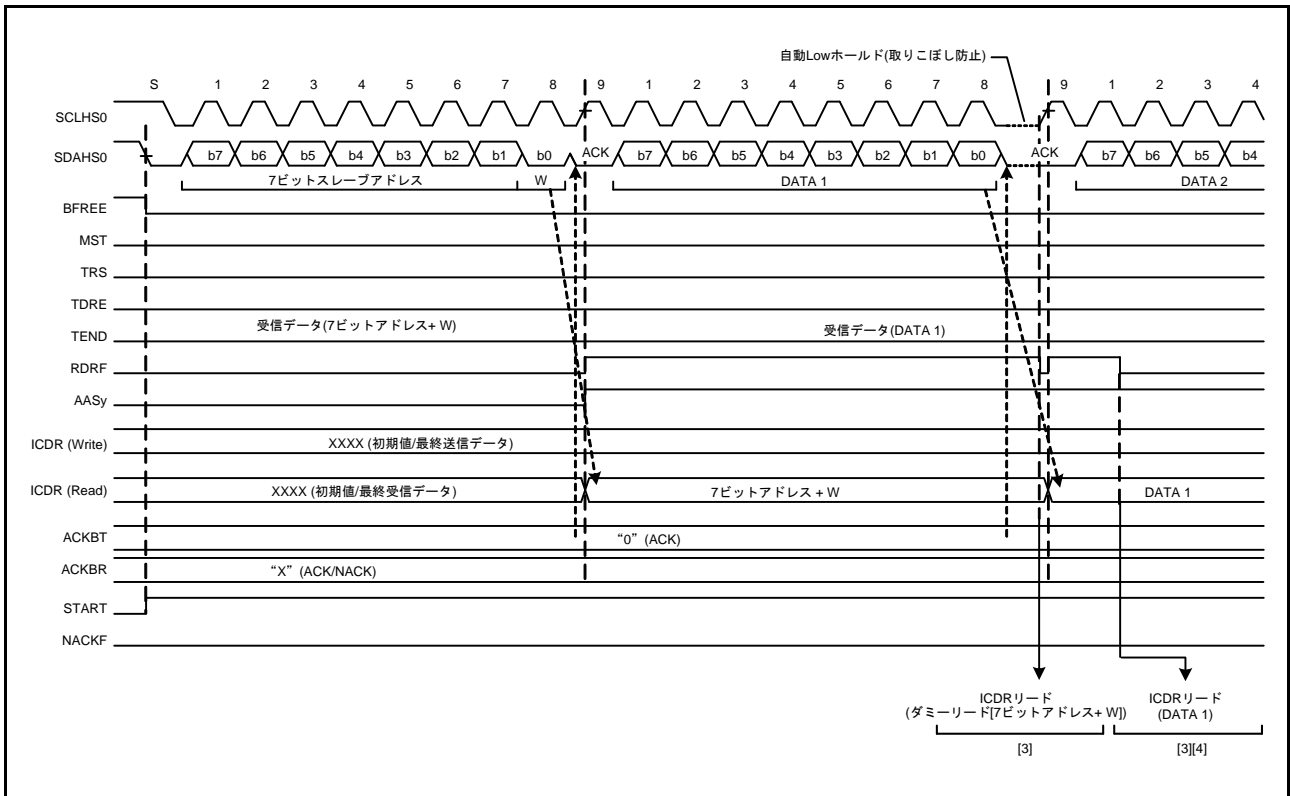 自動Lowホールド(取りこぼし防止)
S 1 2 3 4 5 6 7 8 9 1 2 3 4 5 6 7 8 9 1 2 3 4
SCLHS0
SDAHS0 b7 b6 b5 b4 b3 b2 b1 b0 ACK b7 b6 b5 b4 b3 b2 b1 b0 ACK b7 b6 b5 b4
7ビットスレーブアドレス W DATA 1 DATA 2
BFREE
MST
TRS
TDRE
受信データ(7ビットアドレス+ W) 受信データ(DATA 1)
TEND
RDRF
AASy
ICDR (Write) XXXX (初期値/最終送信データ)
ICDR (Read) XXXX (初期値/最終受信データ) 7ビットアドレス + W DATA 1
ACKBT “0” (ACK)
ACKBR “X” (ACK/NACK)
START
NACKF
ICDRリード
(ダミーリード[7ビットアドレス+ W])
[3]
ICDRリード
(DATA 1)
[3][4]